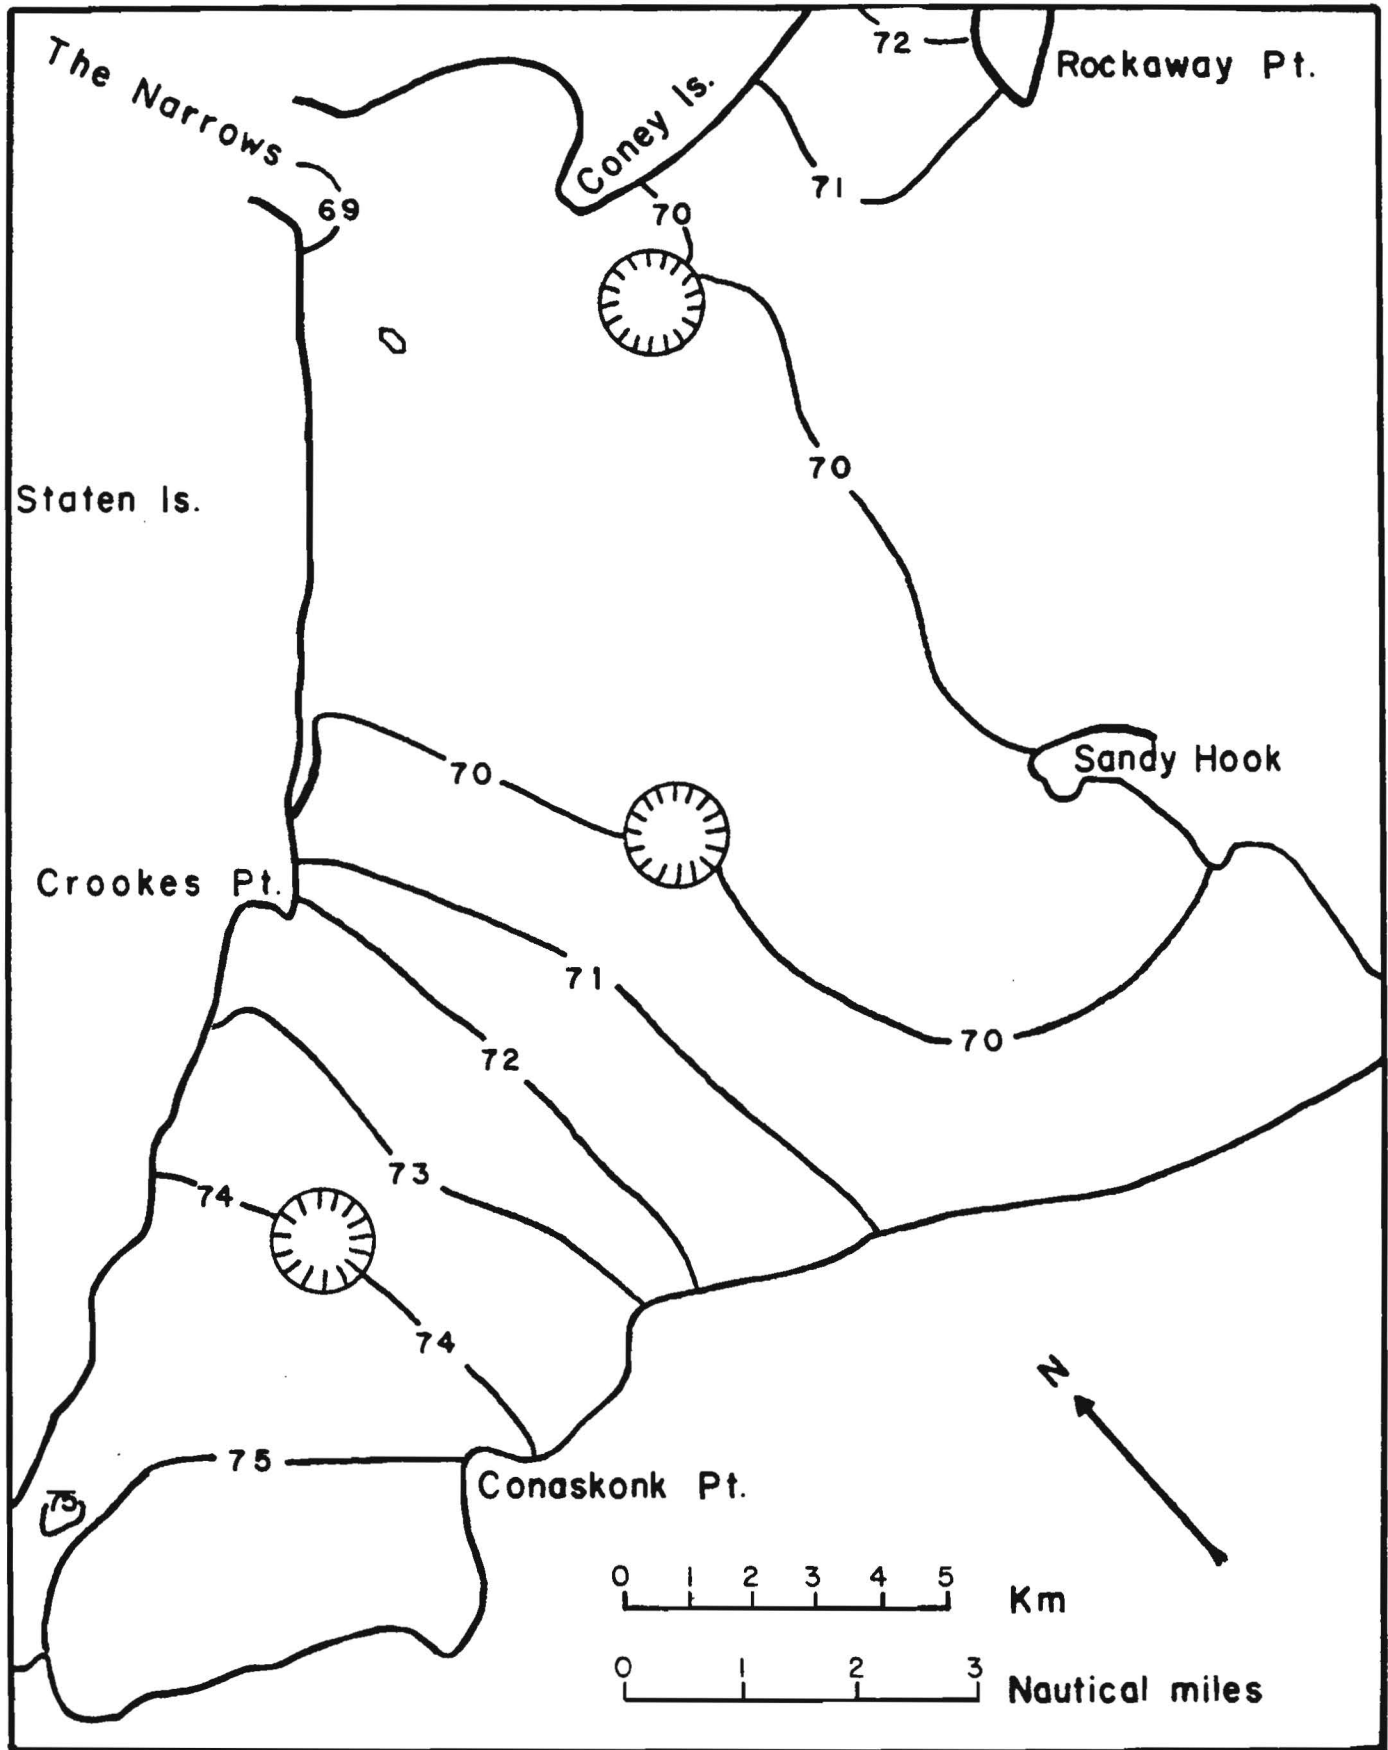 The Narrows
72
Rockaway Pt.
Coney Is.
71
69
70
70
Staten Is.
Sandy Hook
70
Crookes Pt.
71
70
72
73
74
74
N
75
Conaskonk Pt.
75
0 1 2 3 4 5
Km
0 1 2 3
Nautical miles